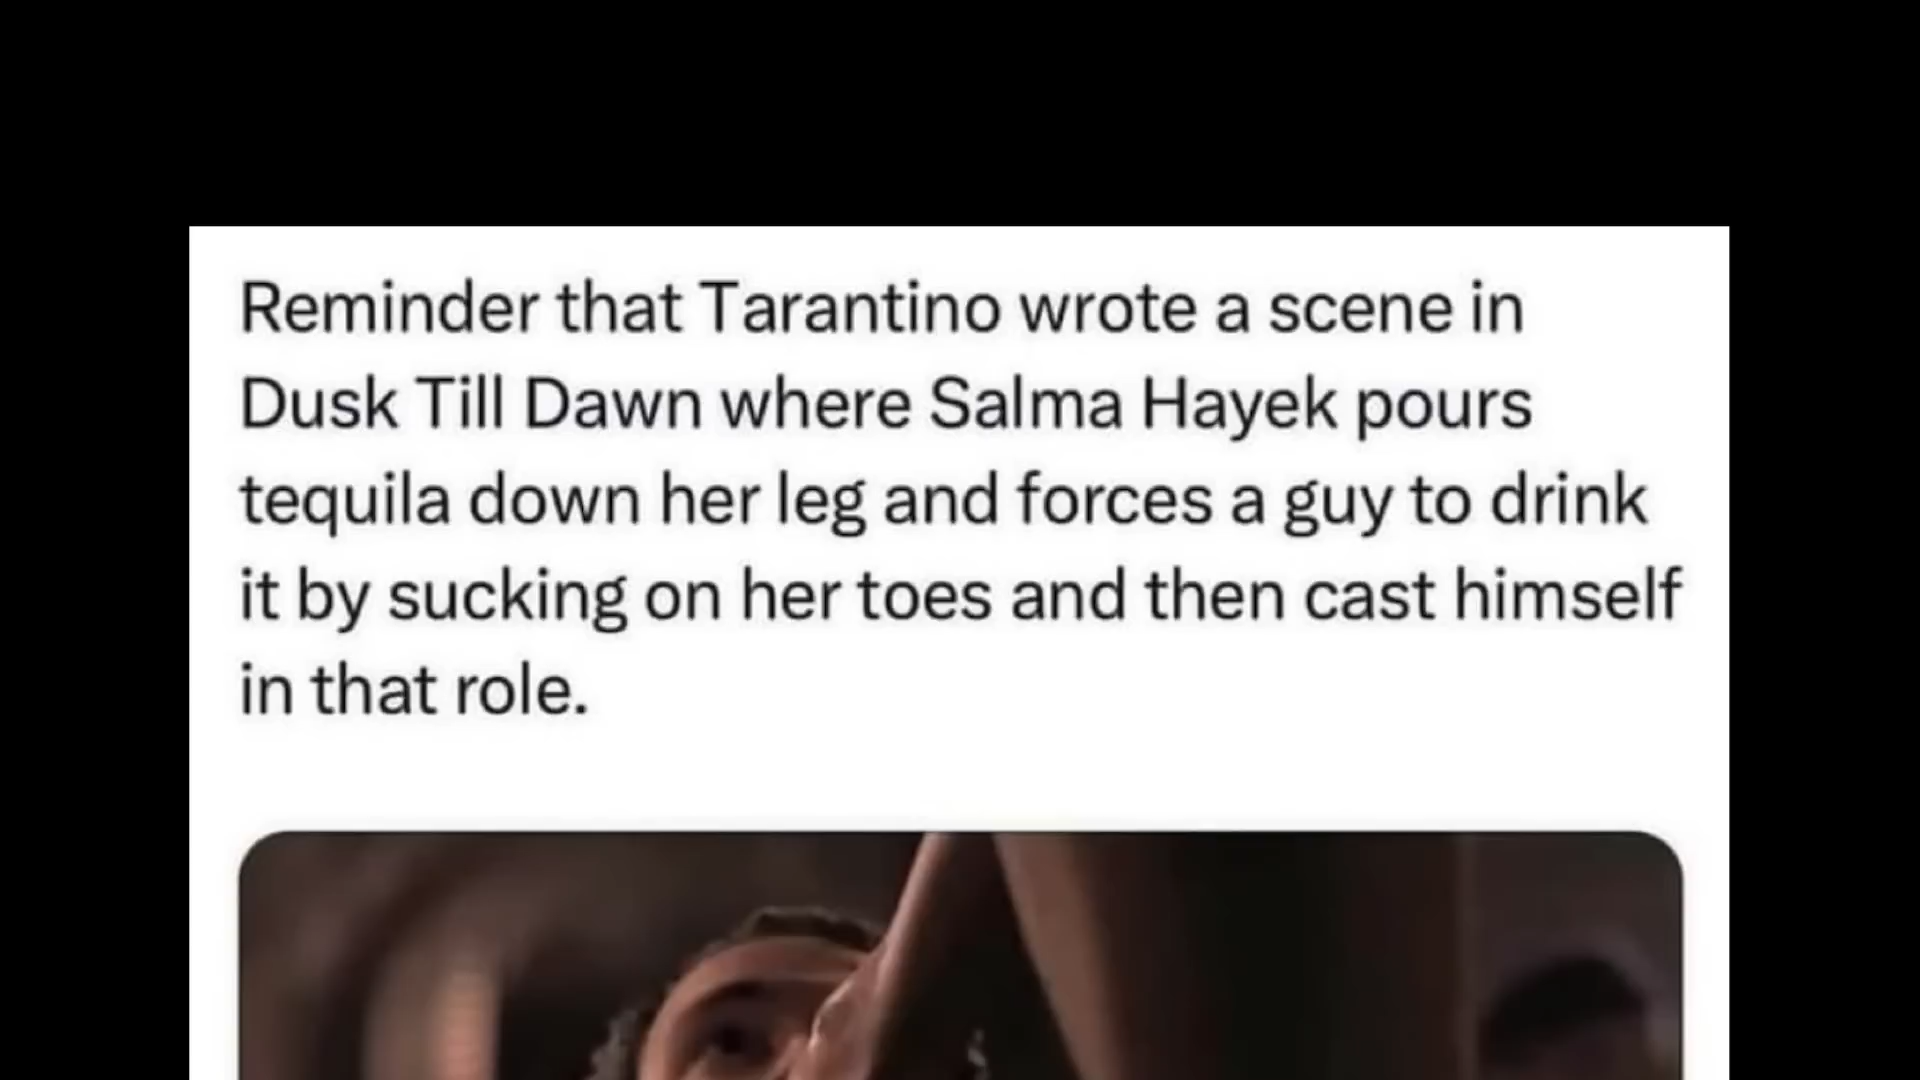 Reminder that Tarantino wrote a scene in
Dusk Till Dawn where Salma Hayek pours
tequila down her leg and forces a guy to drink
it by sucking on her toes and then cast himself
in that role.